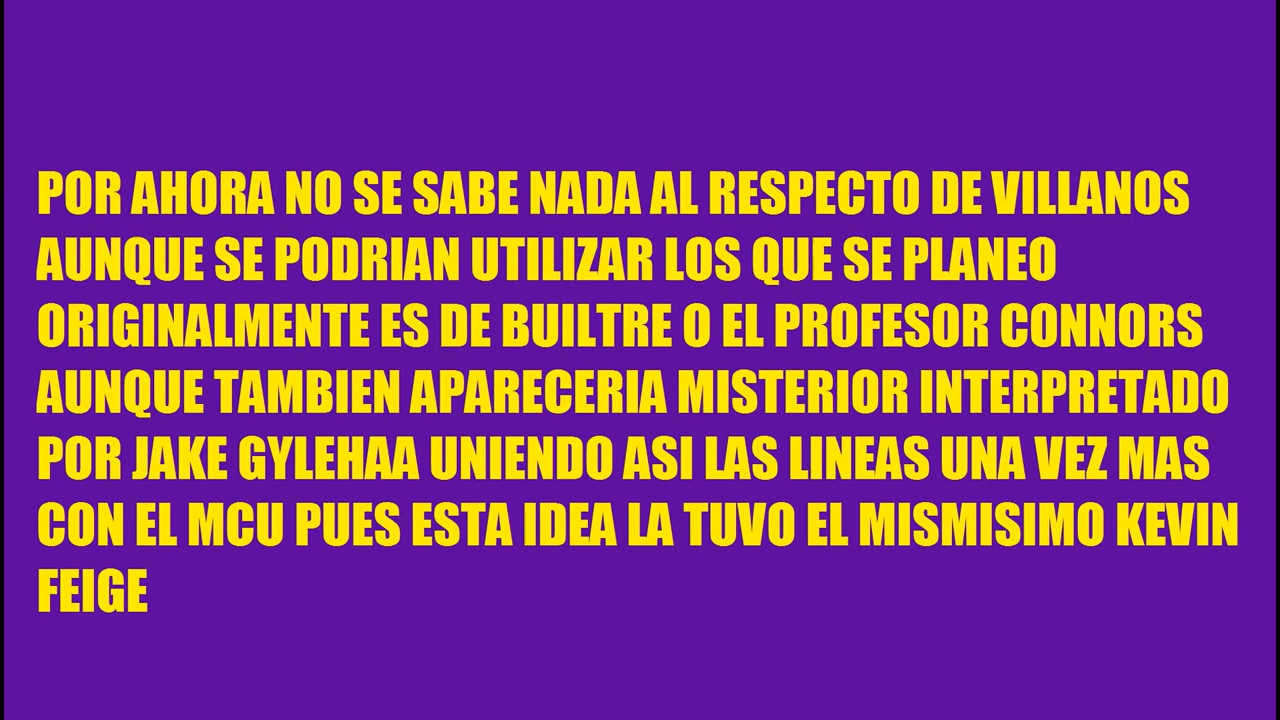 POR AHORA NO SE SABE NADA AL RESPECTO DE VILLANOS
AUNQUE SE PODRIAN UTILIZAR LOS QUE SE PLANEO
ORIGINALMENTE ES DE BUILTRE O EL PROFESOR CONNORS
AUNQUE TAMBIEN APARECERIA MISTERIOR INTERPRETADO
POR JAKE GYLEHAA UNIENDO ASI LAS LINEAS UNA VEZ MAS
CON EL MCU PUES ESTA IDEA LA TUVO EL MISMISIMO KEVIN
FEIGE